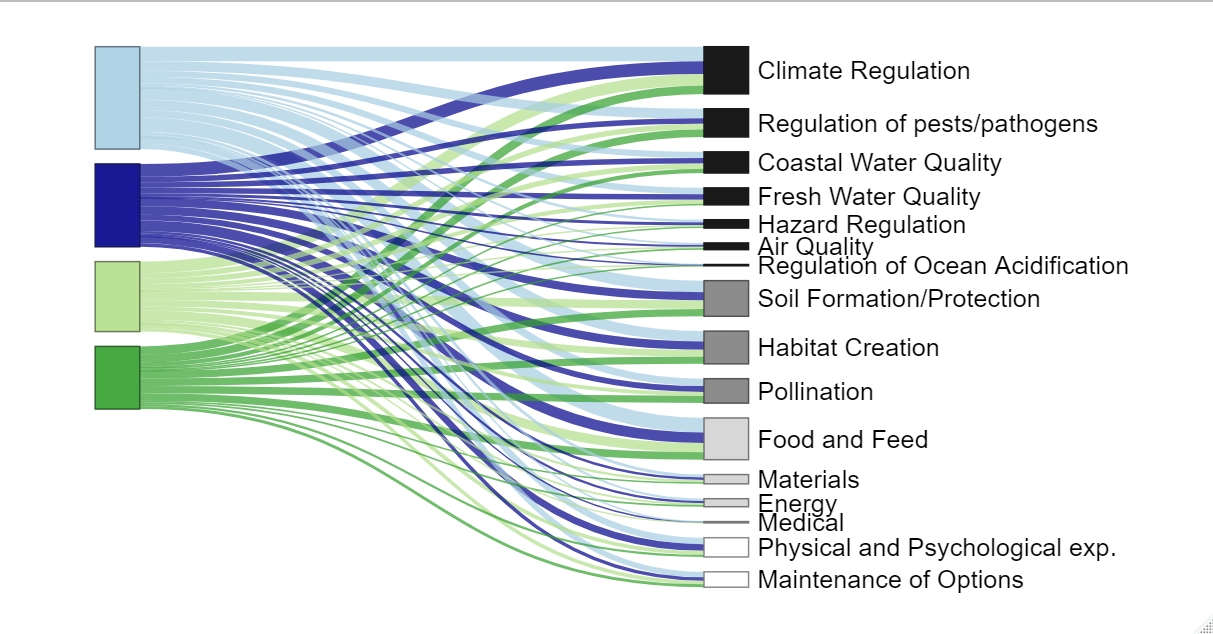 Climate Regulation
Regulation of pests/pathogens
Coastal Water Quality
Fresh Water Quality
Hazard Regulation
Air Quality
Regulation of Ocean Acidification
Soil Formation/Protection
Habitat Creation
Pollination
Food and Feed
Materials
Energy
Medical
Physical and Psychological exp.
Maintenance of Options